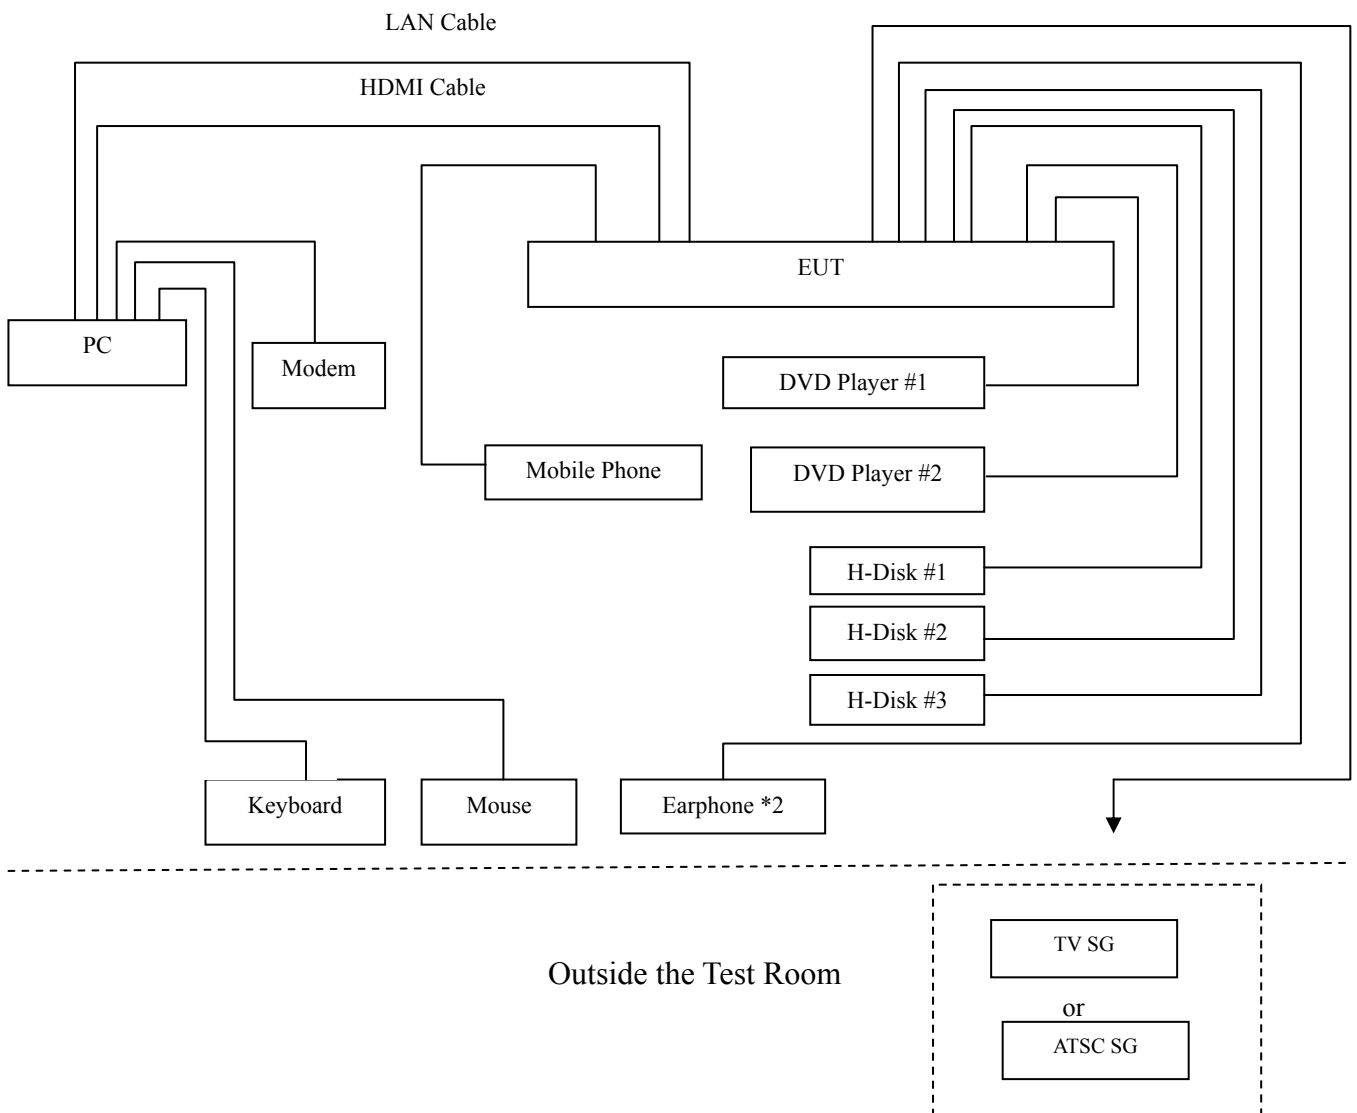 LAN Cable
HDMI Cable
EUT
PC
Modem
DVD Player #1
Mobile Phone
DVD Player #2
H-Disk #1
H-Disk #2
H-Disk #3
Keyboard
Mouse
Earphone *2
Outside the Test Room
TV SG
or
ATSC SG